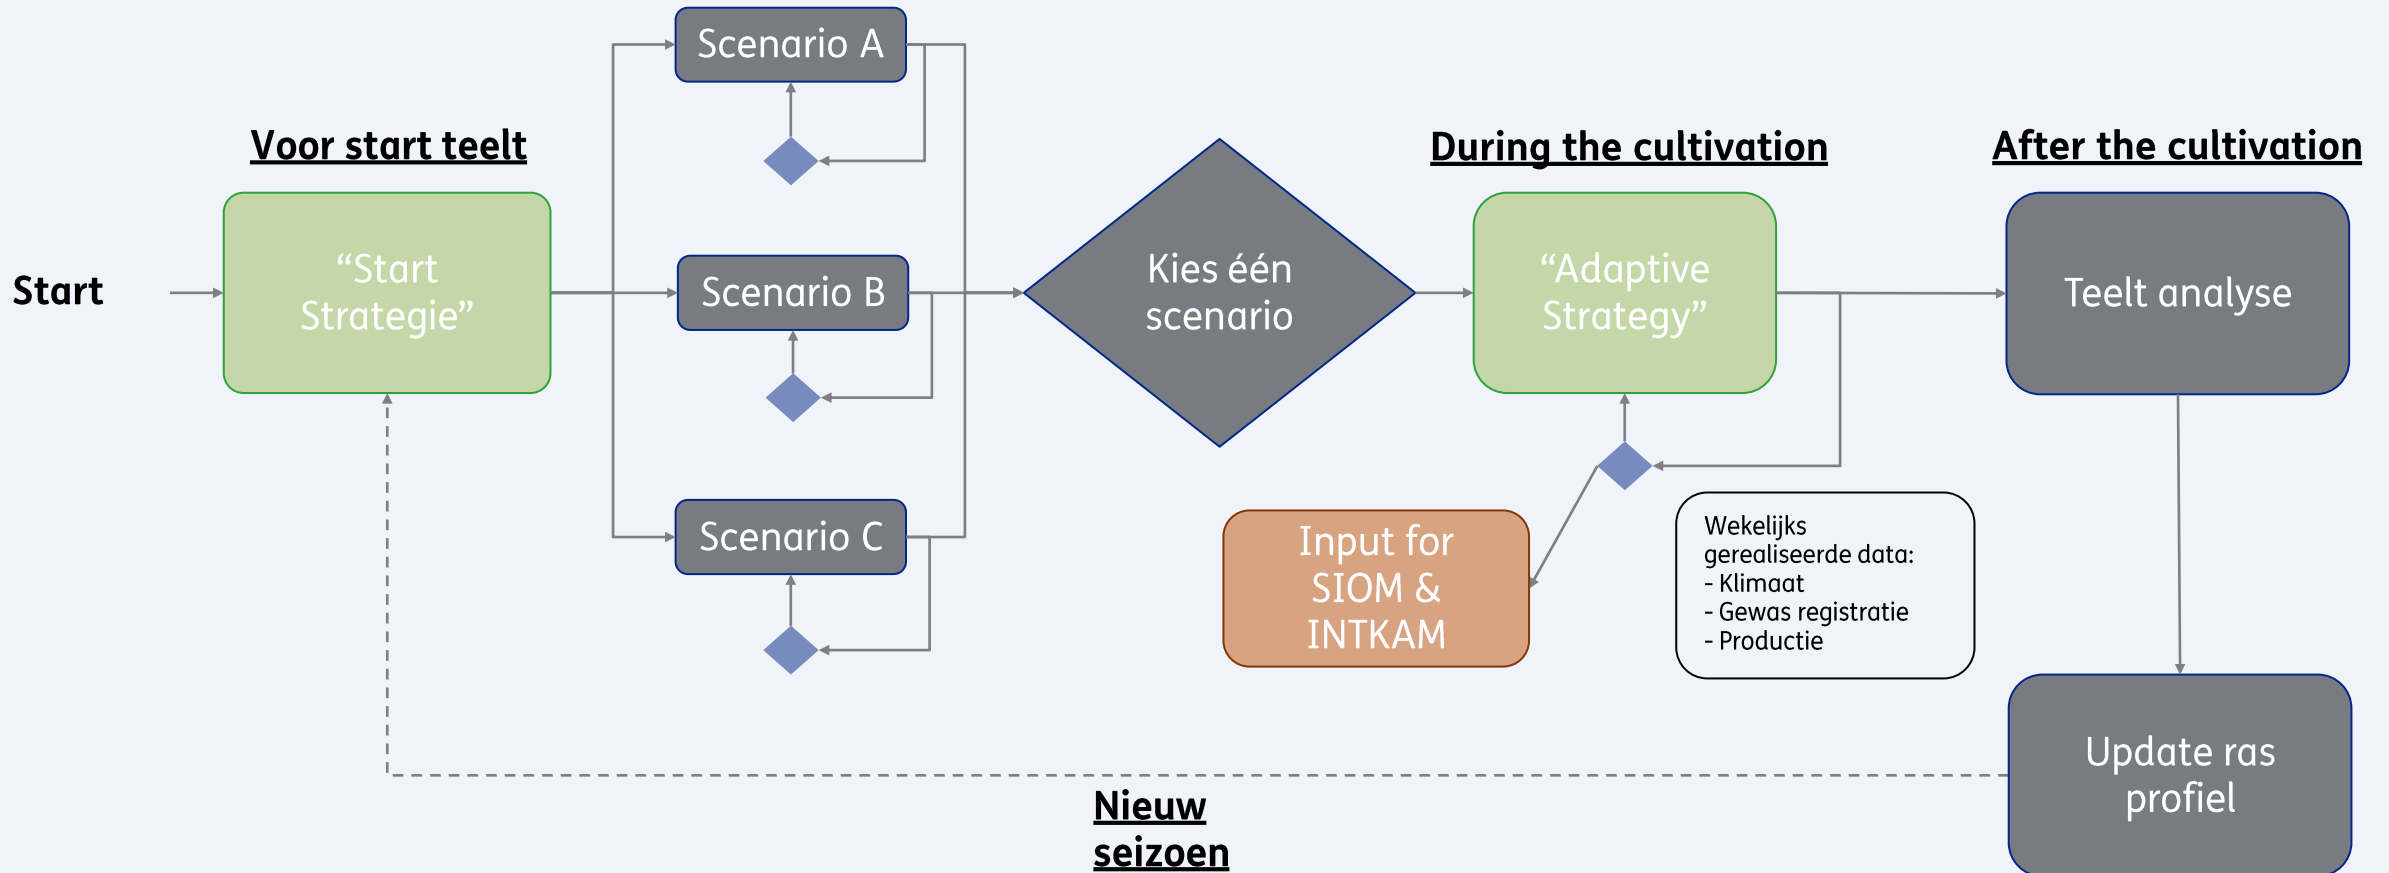 Start
Voor start teelt
“Start
Strategie”
Scenario A
Scenario B
Scenario C
Kies één
scenario
During the cultivation
“Adaptive
Strategy”
Input for
SIOM &
INTKAM
Wekelijks
gerealiseerde data:
- Klimaat
- Gewas registratie
- Productie
After the cultivation
Teelt analyse
Update ras
profiel
Nieuw
seizoen